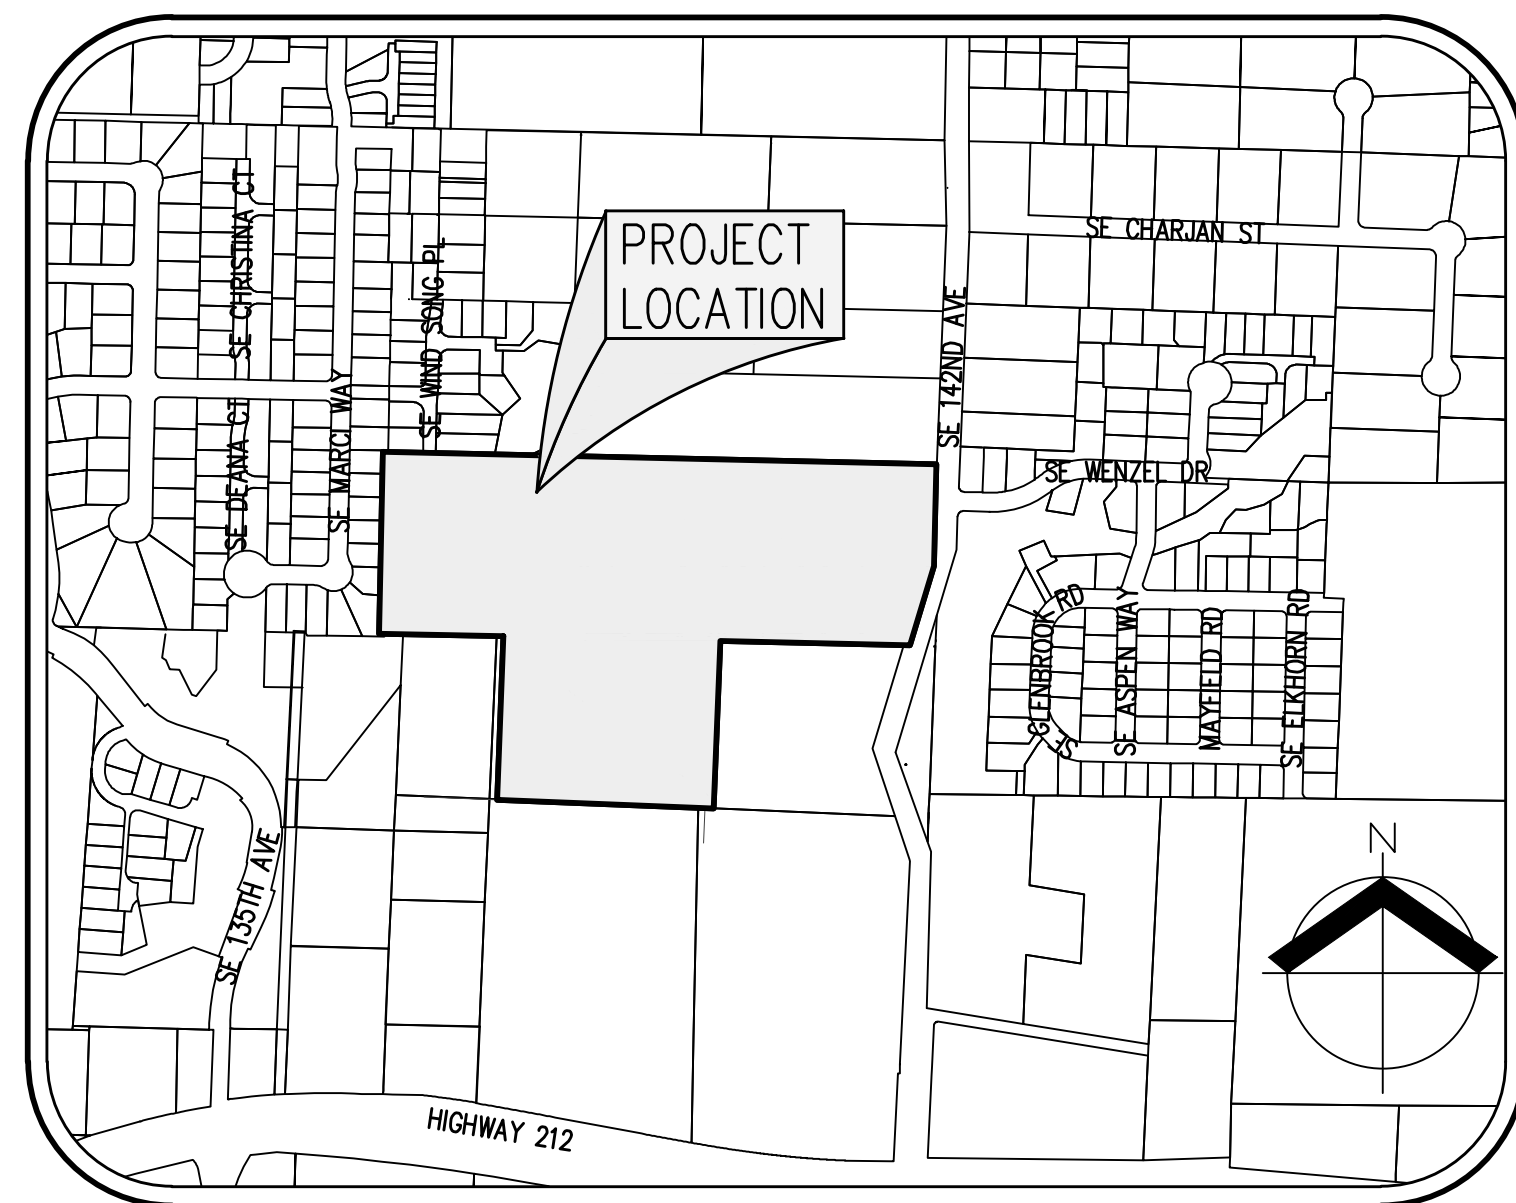 PROJECT
LOCATION
SE CHRISTINA CT
SE DEANA CT
SE MARCI WAY
SE WIND SONG PL
SE 142ND AVE
SE CHARJAN ST
SE WENZEL DR
SE GLENBROOK RD
SE ASPEN WAY
MAYFIELD RD
SE ELKHORN RD
SE 135TH AVE
HIGHWAY 212
N